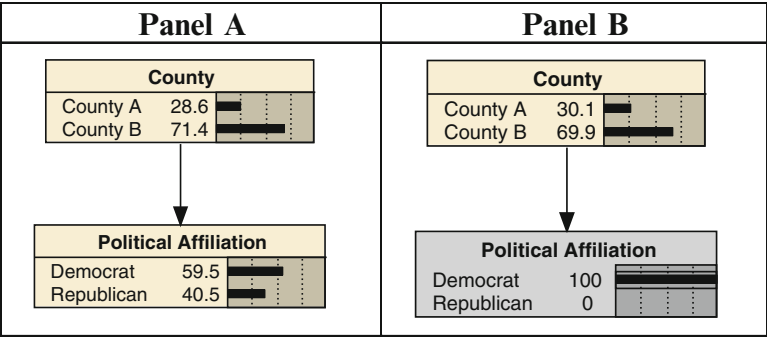 Panel A
Panel B
County
County A 28.6
County B 71.4
Political Affiliation
Democrat 59.5
Republican 40.5
County
County A 30.1
County B 69.9
Political Affiliation
Democrat 100
Republican 0